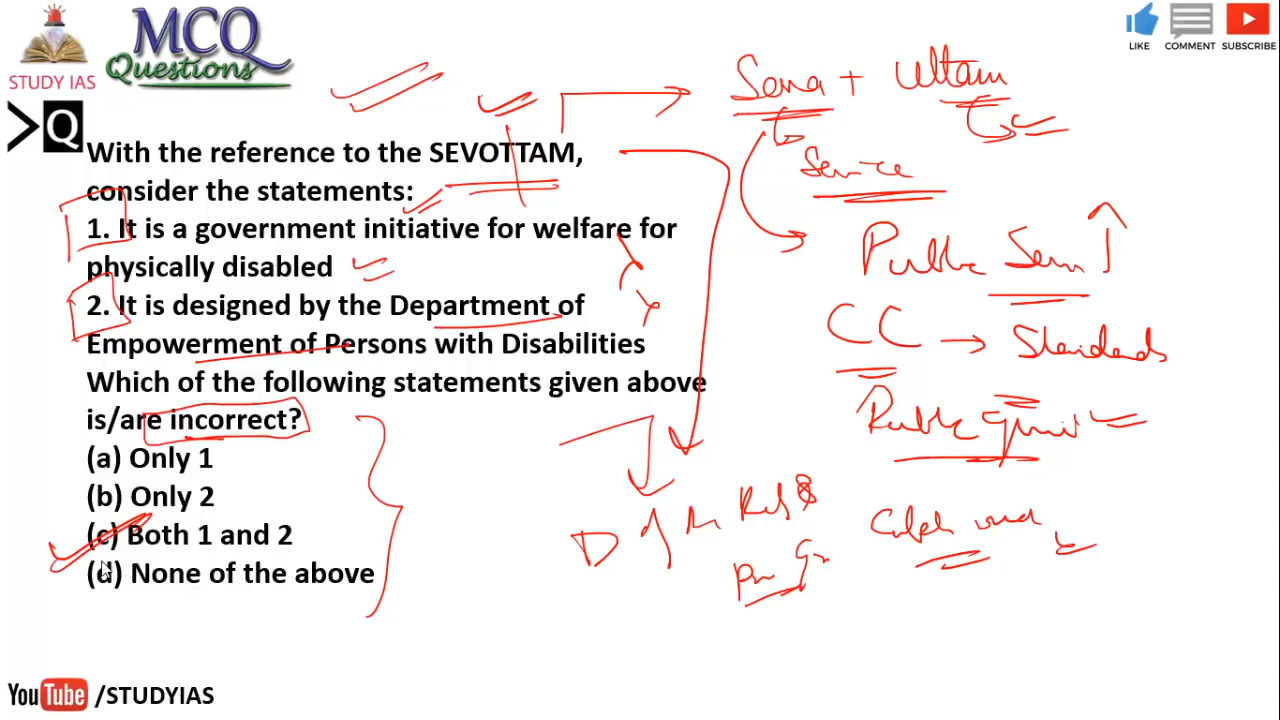 MCQ
Questions
STUDY IAS
LIKE COMMENT SUBSCRIBE
>Q
With the reference to the SEVOTTAM,
consider the statements:
1. It is a government initiative for welfare for
physically disabled
2. It is designed by the Department of
Empowerment of Persons with Disabilities
Which of the following statements given above
is/are incorrect?
(a) Only 1
(b) Only 2
(c) Both 1 and 2
(d) None of the above
Seva + Uttam
Service
Public
CC → Standards
Public
D of
YouTube /STUDYIAS